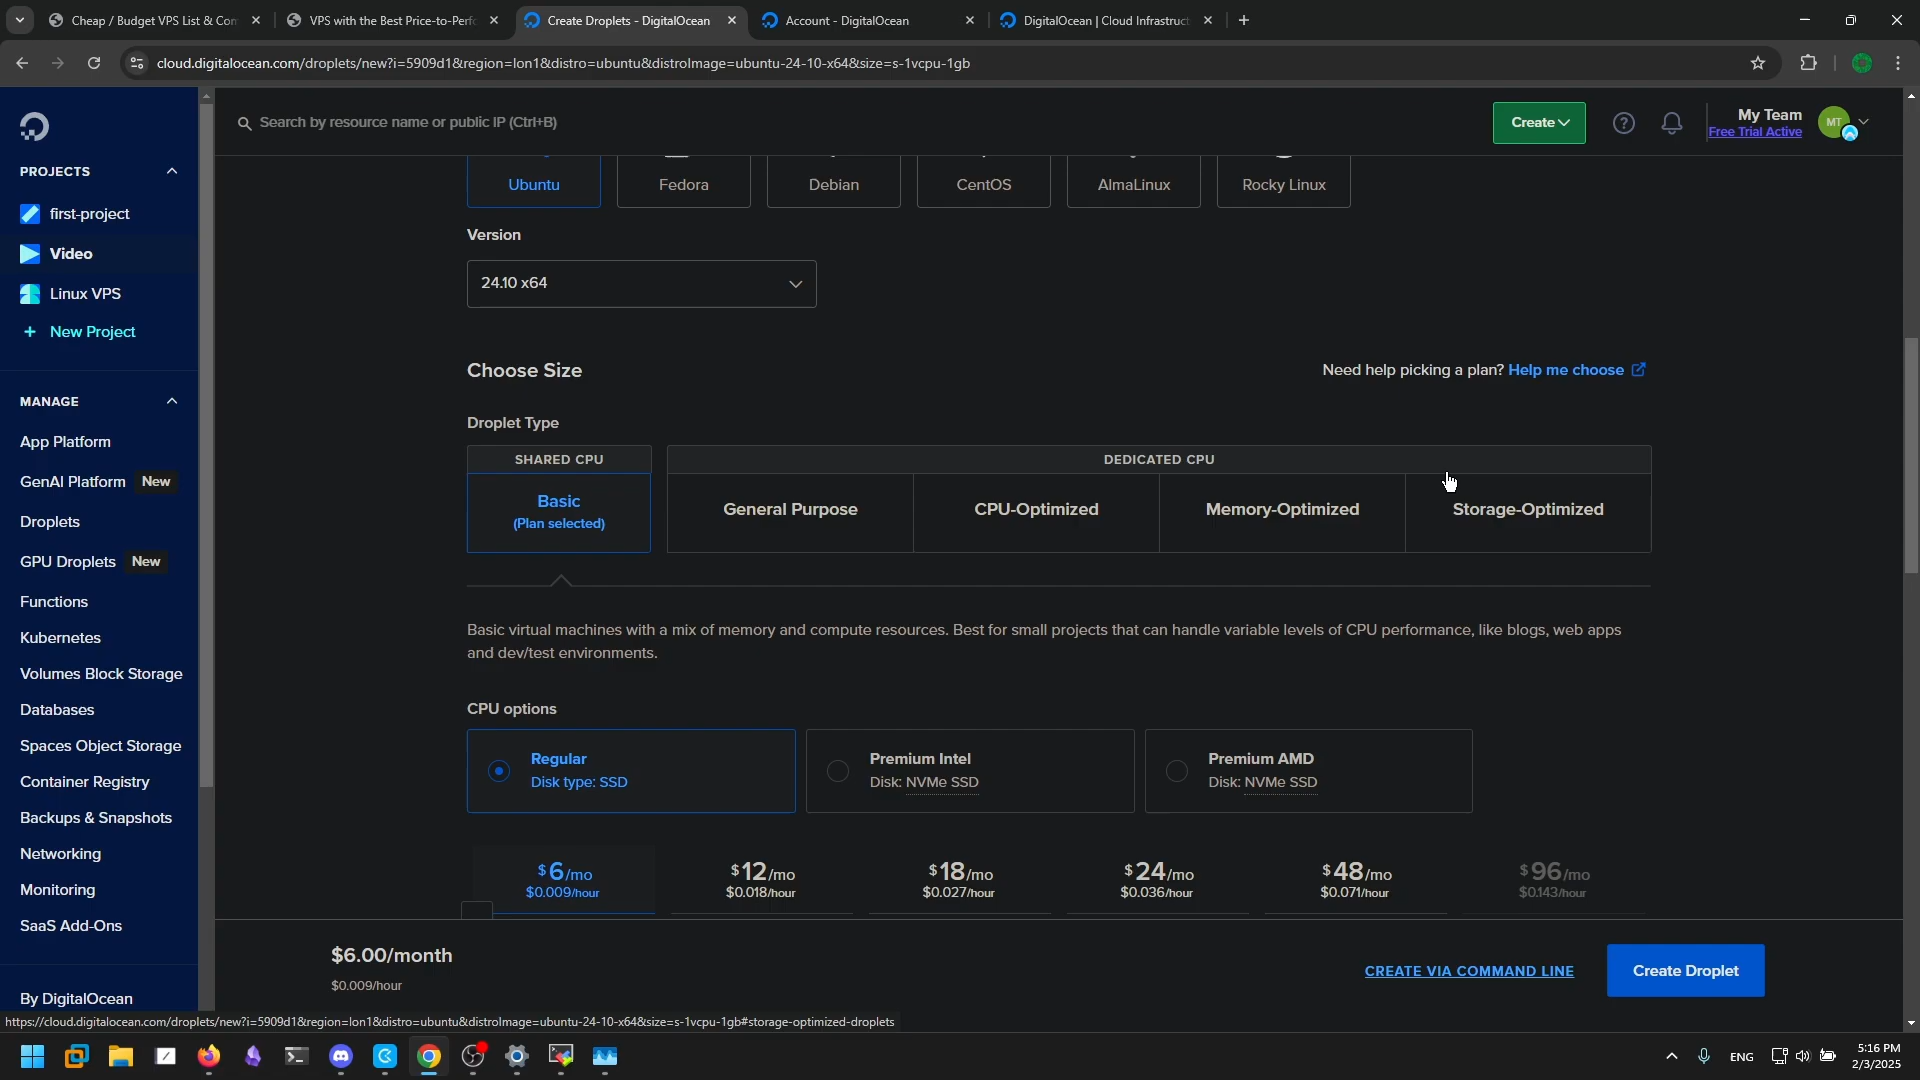 Cheap / Budget VPS List & Con
VPS with the Best Price-to-Perfo
Create Droplets - DigitalOcean
Account - DigitalOcean
DigitalOcean | Cloud Infrastruct
cloud.digitalocean.com/droplets/new?i=5909d1&region=lon1&distro=ubuntu&distroImage=ubuntu-24-10-x64&size=s-1vcpu-1gb
Search by resource name or public IP (Ctrl+B)
Create
My Team
Free Trial Active
MT
PROJECTS
first-project
Video
Linux VPS
+ New Project
MANAGE
App Platform
GenAI Platform New
Droplets
GPU Droplets New
Functions
Kubernetes
Volumes Block Storage
Databases
Spaces Object Storage
Container Registry
Backups & Snapshots
Networking
Monitoring
SaaS Add-Ons
By DigitalOcean
Ubuntu
Fedora
Debian
CentOS
AlmaLinux
Rocky Linux
Version
24.10 x64
Choose Size
Need help picking a plan? Help me choose
Droplet Type
SHARED CPU
DEDICATED CPU
Basic
(Plan selected)
General Purpose
CPU-Optimized
Memory-Optimized
Storage-Optimized
Basic virtual machines with a mix of memory and compute resources. Best for small projects that can handle variable levels of CPU performance, like blogs, web apps
and dev/test environments.
CPU options
Regular
Disk type: SSD
Premium Intel
Disk: NVMe SSD
Premium AMD
Disk: NVMe SSD
$6/mo
$0.009/hour
$12/mo
$0.018/hour
$18/mo
$0.027/hour
$24/mo
$0.036/hour
$48/mo
$0.071/hour
$96/mo
$0.143/hour
$6.00/month
$0.009/hour
CREATE VIA COMMAND LINE
Create Droplet
https://cloud.digitalocean.com/droplets/new?i=5909d1&region=lon1&distro=ubuntu&distroImage=ubuntu-24-10-x64&size=s-1vcpu-1gb#storage-optimized-droplets
ENG
5:16 PM
2/3/2025